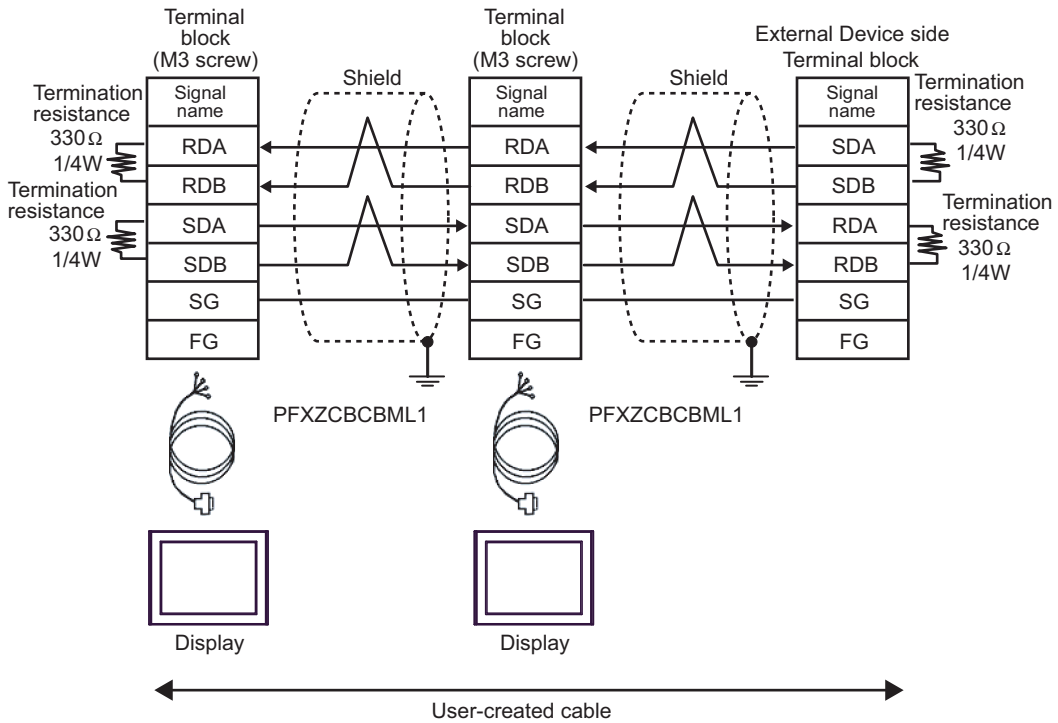 Terminal
block
(M3 screw)
Terminal
block
(M3 screw)
External Device side
Terminal block
Shield
Shield
Termination
resistance
330Ω
1/4W
Termination
resistance
330Ω
1/4W
Signal
name
RDA
RDB
SDA
SDB
SG
FG
Signal
name
RDA
RDB
SDA
SDB
SG
FG
Signal
name
SDA
SDB
RDA
RDB
SG
FG
Termination
resistance
330Ω
1/4W
Termination
resistance
330Ω
1/4W
PFXZCBCBML1
PFXZCBCBML1
Display
Display
User-created cable